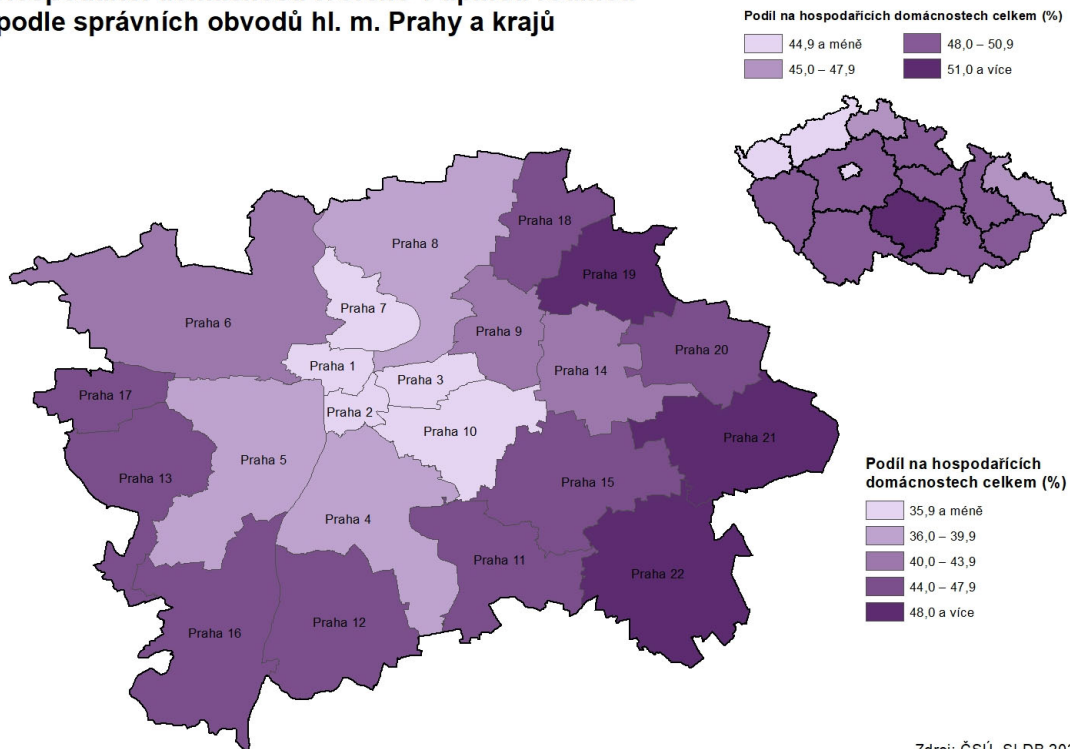 podle správních obvodů hl. m. Prahy a krajů
Podíl na hospodařících domácnostech celkem (%)
44,9 a méně
48,0 – 50,9
45,0 – 47,9
51,0 a více
Praha 18
Praha 8
Praha 19
Praha 7
Praha 6
Praha 9
Praha 20
Praha 1
Praha 14
Praha 3
Praha 17
Praha 2
Praha 10
Praha 21
Praha 5
Praha 13
Praha 15
Praha 4
Praha 11
Praha 22
Praha 12
Praha 16
Podíl na hospodařících
domácnostech celkem (%)
35,9 a méně
36,0 – 39,9
40,0 – 43,9
44,0 – 47,9
48,0 a více